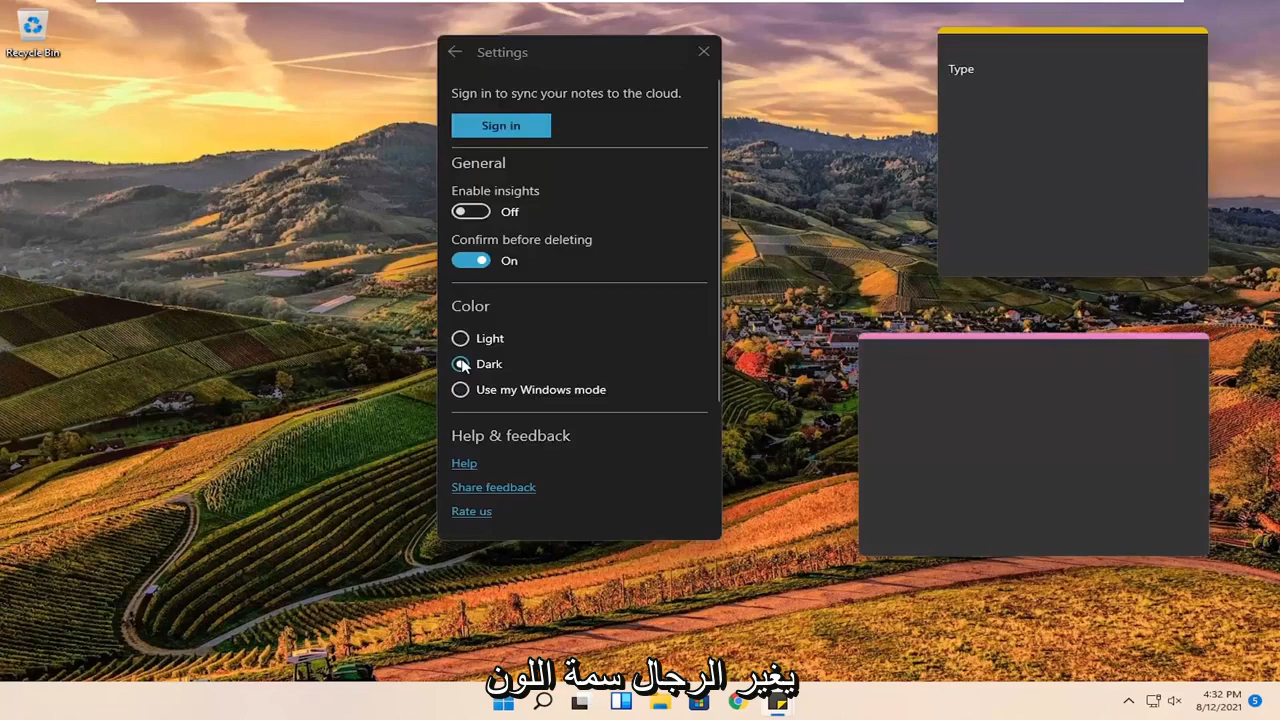 Recycle Bin
Settings
Sign in to sync your notes to the cloud.
Sign in
General
Enable insights
Off
Confirm before deleting
On
Color
Light
Dark
Use my Windows mode
Help & feedback
Help
Share feedback
Rate us
Type
يغير الرجال سمة اللون
4:32 PM
8/12/2021
5